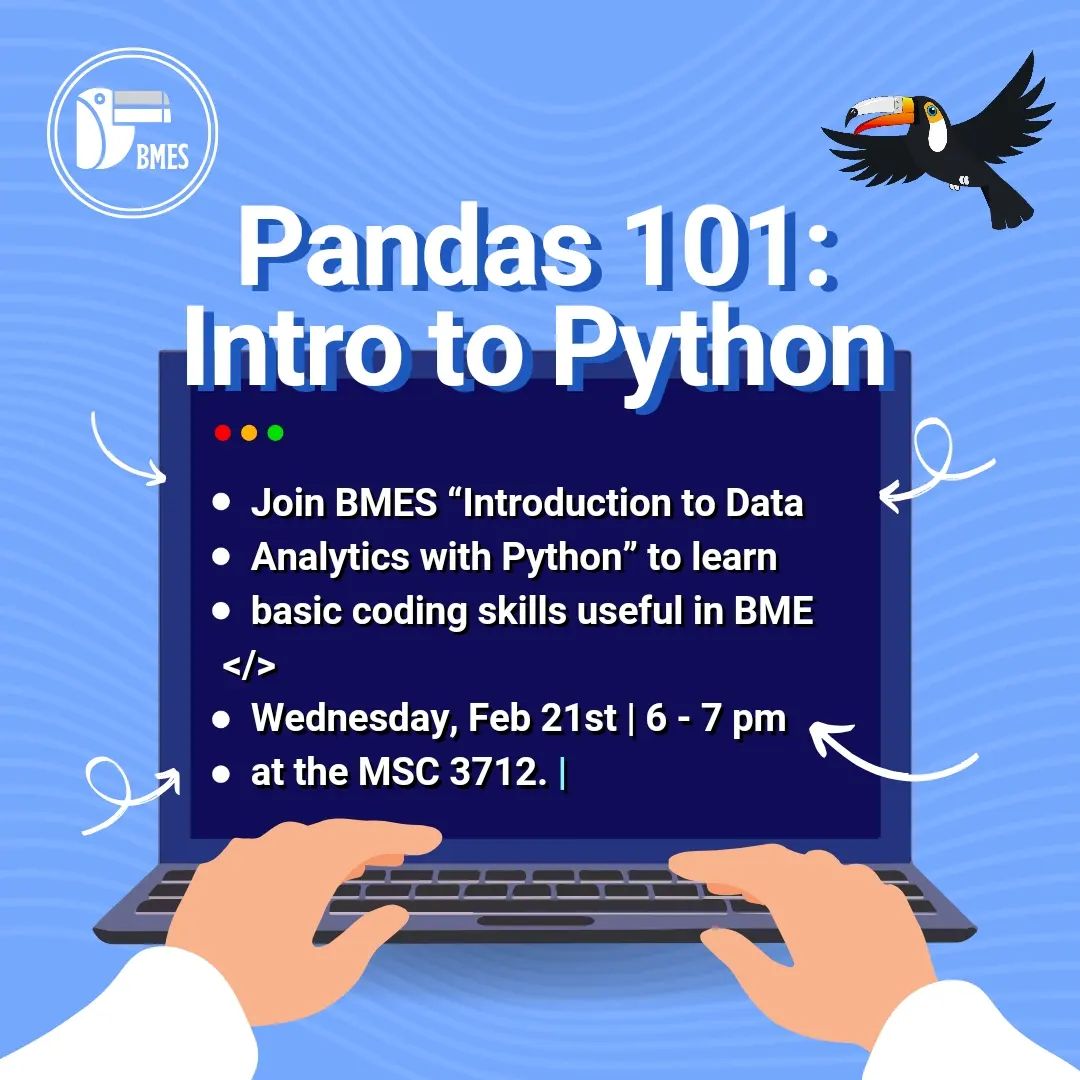 BMES
Pandas 101:
Intro to Python
• Join BMES “Introduction to Data
• Analytics with Python” to learn
• basic coding skills useful in BME
</>
• Wednesday, Feb 21st | 6 - 7 pm
• at the MSC 3712. |